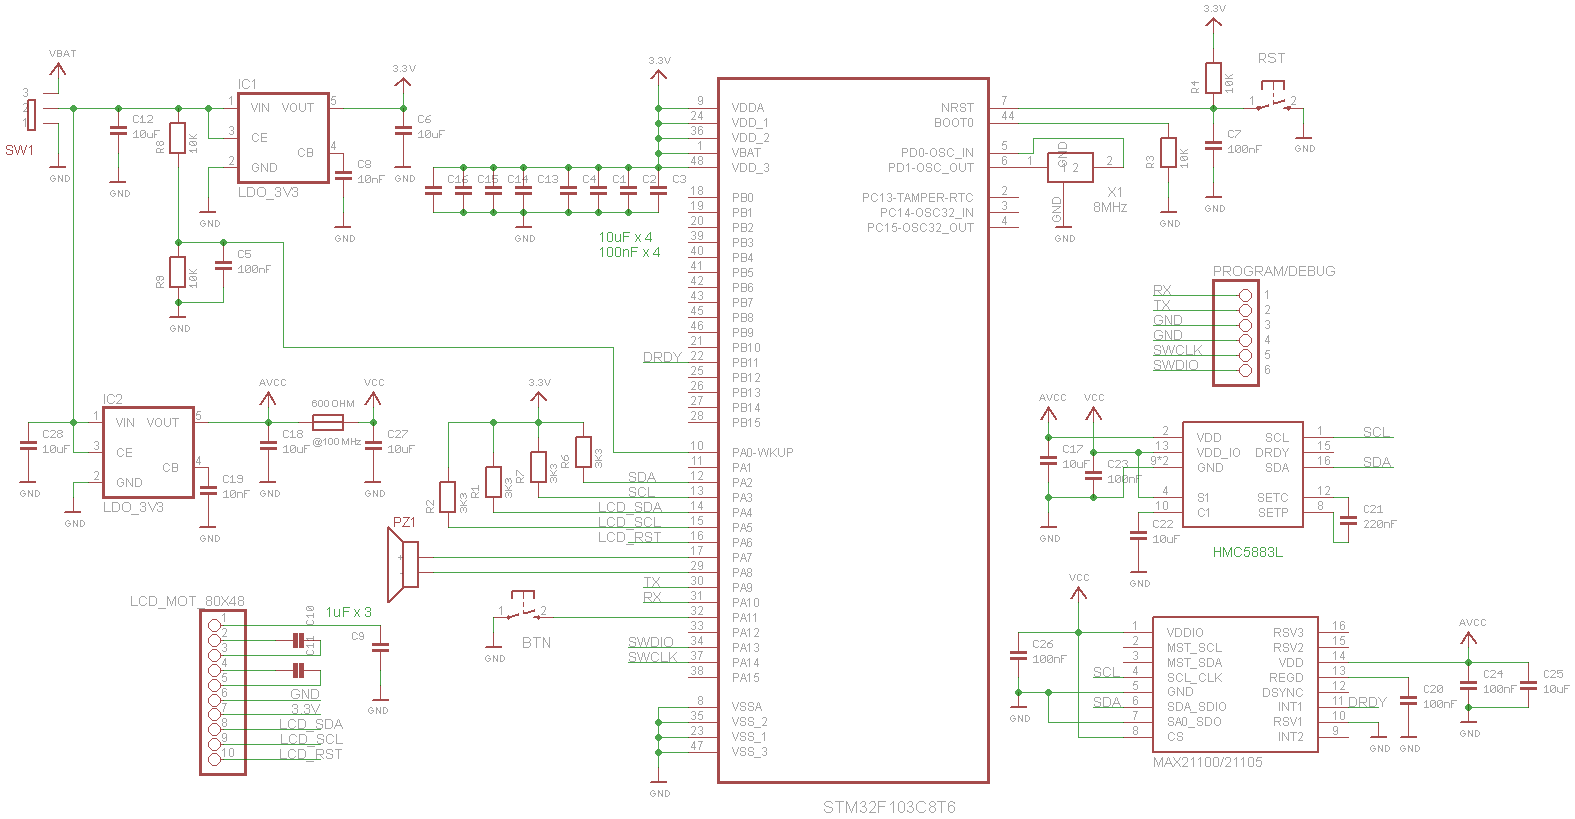 VBAT
3
2
1
SW1
GND
C12
10uF
GND
R8
10K
IC1
1 VIN VOUT 5
3 CE
CB 4
2 GND
LDO_3V3
GND
3.3V
C6
10uF
GND
C8
10nF
GND
R9
10K
C5
100nF
GND
3.3V
C16 C15 C14 C13 C4 C1 C2 C3
GND
10uF x 4
100nF x 4
9 VDDA
24 VDD_1
36 VDD_2
1 VBAT
48 VDD_3
18 PB0
19 PB1
20 PB2
39 PB3
40 PB4
41 PB5
42 PB6
43 PB7
45 PB8
46 PB9
21 PB10
DRDY 22 PB11
25 PB12
26 PB13
27 PB14
28 PB15
10 PA0-WKUP
11 PA1
SDA 12 PA2
SCL 13 PA3
LCD_SDA 14 PA4
LCD_SCL 15 PA5
LCD_RST 16 PA6
17 PA7
29 PA8
TX 30 PA9
RX 31 PA10
32 PA11
33 PA12
SWDIO 34 PA13
SWCLK 37 PA14
38 PA15
8 VSSA
35 VSS_2
23 VSS_1
47 VSS_3
GND
NRST 7
BOOT0 44
PD0-OSC_IN 5
PD1-OSC_OUT 6
PC13-TAMPER-RTC 2
PC14-OSC32_IN 3
PC15-OSC32_OUT 4
STM32F103C8T6
3.3V
R4
10K
RST
1 2
GND
C7
100nF
GND
R3
10K
GND
GND
1 1 2 2
X1
8MHz
GND
GND
PROGRAM/DEBUG
RX 1
TX 2
GND 3
GND 4
SWCLK 5
SWDIO 6
IC2
1 VIN VOUT 5
3 CE
CB 4
2 GND
LDO_3V3
GND
C28
10uF
GND
AVCC
C18
10uF
GND
600 OHM
@100MHz
VCC
C27
10uF
GND
C19
10nF
GND
3.3V
R2
3K3
R1
3K3
R7
3K3
R6
3K3
PZ1
+
BTN
1 2
GND
LCD_MOT_80X48
1
2
3
4
5
6 GND
7 3.3V
8 LCD_SDA
9 LCD_SCL
10 LCD_RST
1uF x 3
C10
C11
C9
GND
AVCC
VCC
C17
10uF
C23
100nF
GND
C22
10uF
GND
2 VDD
13 VDD_IO
9*2 GND
4 S1
10 C1
SCL 1 SCL
DRDY 15
SDA 16 SDA
SETC 12
SETP 8
C21
220nF
HMC5883L
VCC
C26
100nF
GND
1 VDDIO
2 MST_SCL
3 MST_SDA
SCL 4 SCL_CLK
5 GND
SDA 6 SDA_SDIO
7 SA0_SDO
8 CS
RSV3 16
RSV2 15
VDD 14
REGD 13
DSYNC 12
INT1 11 DRDY
RSV1 10
INT2 9
MAX21100/21105
GND
C20
100nF
GND
AVCC
C24
100nF
C25
10uF
GND